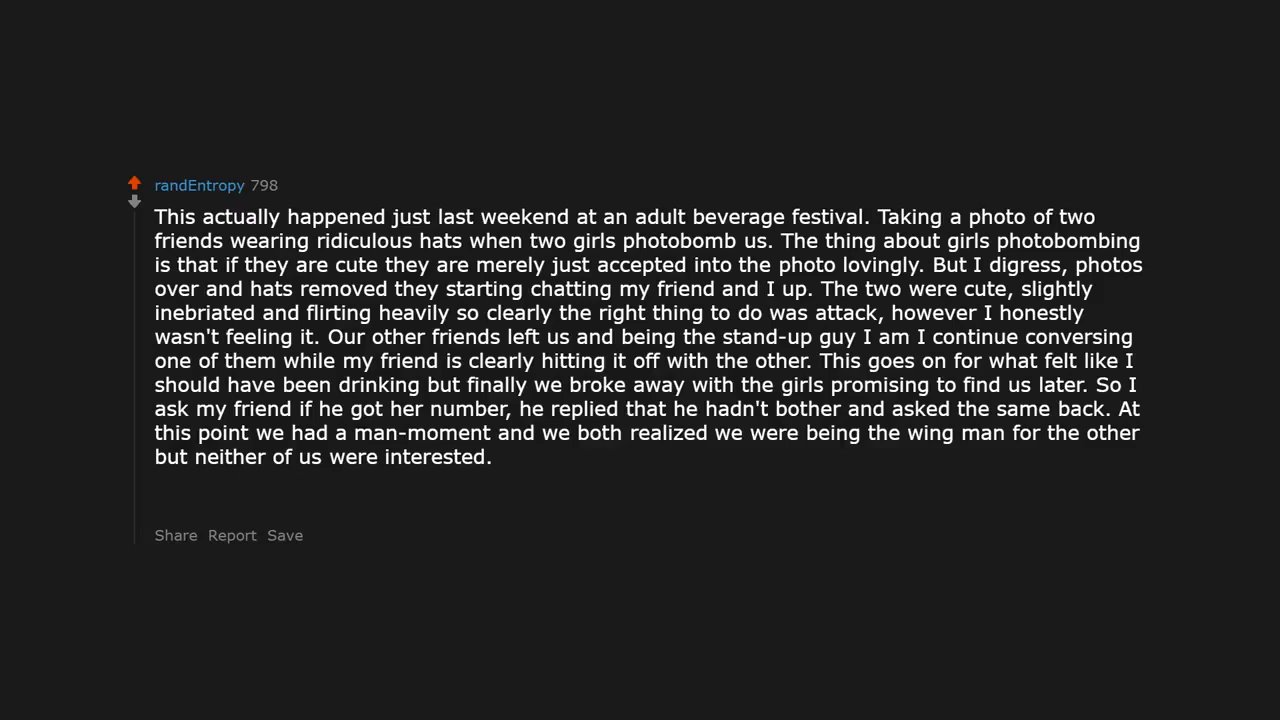 randEntropy 798
This actually happened just last weekend at an adult beverage festival. Taking a photo of two
friends wearing ridiculous hats when two girls photobomb us. The thing about girls photobombing
is that if they are cute they are merely just accepted into the photo lovingly. But I digress, photos
over and hats removed they starting chatting my friend and I up. The two were cute, slightly
inebriated and flirting heavily so clearly the right thing to do was attack, however I honestly
wasn't feeling it. Our other friends left us and being the stand-up guy I am I continue conversing
one of them while my friend is clearly hitting it off with the other. This goes on for what felt like I
should have been drinking but finally we broke away with the girls promising to find us later. So I
ask my friend if he got her number, he replied that he hadn't bother and asked the same back. At
this point we had a man-moment and we both realized we were being the wing man for the other
but neither of us were interested.
Share Report Save